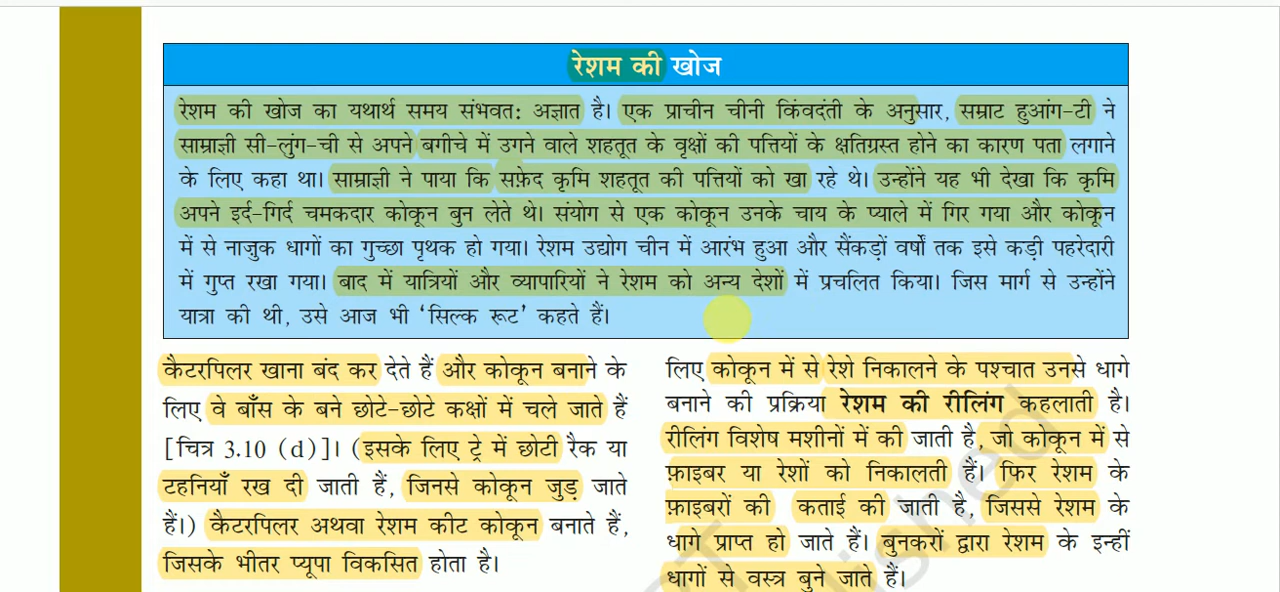 रेशम की खोज
रेशम की खोज का यथार्थ समय संभवत: अज्ञात है। एक प्राचीन चीनी किंवदंती के अनुसार, सम्राट हुआंग-टी ने
साम्राज्ञी सी-लुंग-ची से अपने बगीचे में उगने वाले शहतूत के वृक्षों की पत्तियों के क्षतिग्रस्त होने का कारण पता लगाने
के लिए कहा था। साम्राज्ञी ने पाया कि सफ़ेद कृमि शहतूत की पत्तियों को खा रहे थे। उन्होंने यह भी देखा कि कृमि
अपने इर्द-गिर्द चमकदार कोकून बुन लेते थे। संयोग से एक कोकून उनके चाय के प्याले में गिर गया और कोकून
में से नाजुक धागों का गुच्छा पृथक हो गया। रेशम उद्योग चीन में आरंभ हुआ और सैंकड़ों वर्षों तक इसे कड़ी पहरेदारी
में गुप्त रखा गया। बाद में यात्रियों और व्यापारियों ने रेशम को अन्य देशों में प्रचलित किया। जिस मार्ग से उन्होंने
यात्रा की थी, उसे आज भी ‘सिल्क रूट’ कहते हैं।
कैटरपिलर खाना बंद कर देते हैं और कोकून बनाने के
लिए वे बाँस के बने छोटे-छोटे कक्षों में चले जाते हैं
[चित्र 3.10 (d)]। (इसके लिए ट्रे में छोटी रैक या
टहनियाँ रख दी जाती हैं, जिनसे कोकून जुड़ जाते
हैं।) कैटरपिलर अथवा रेशम कीट कोकून बनाते हैं,
जिसके भीतर प्यूपा विकसित होता है।
लिए कोकून में से रेशे निकालने के पश्चात उनसे धागे
बनाने की प्रक्रिया रेशम की रीलिंग कहलाती है।
रीलिंग विशेष मशीनों में की जाती है, जो कोकून में से
फ़ाइबर या रेशों को निकालती हैं। फिर रेशम के
फ़ाइबरों की कताई की जाती है, जिससे रेशम के
धागे प्राप्त हो जाते हैं। बुनकरों द्वारा रेशम के इन्हीं
धागों से वस्त्र बुने जाते हैं।